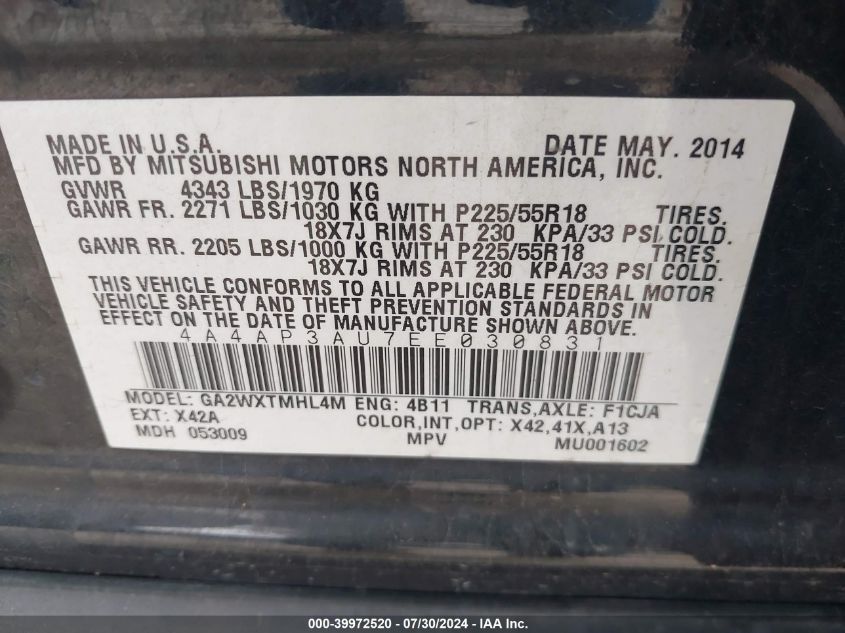 MADE IN U.S.A. DATE MAY. 2014
MFD BY MITSUBISHI MOTORS NORTH AMERICA, INC.
GVWR 4343 LBS/1970 KG
GAWR FR. 2271 LBS/1030 KG WITH P225/55R18 TIRES.
18X7J RIMS AT 230 KPA/33 PSI COLD.
GAWR RR. 2205 LBS/1000 KG WITH P225/55R18 TIRES.
18X7J RIMS AT 230 KPA/33 PSI COLD.
THIS VEHICLE CONFORMS TO ALL APPLICABLE FEDERAL MOTOR
VEHICLE SAFETY AND THEFT PREVENTION STANDARDS IN
EFFECT ON THE DATE OF MANUFACTURE SHOWN ABOVE.
4A4AP3AU7EE030831
MODEL: GA2WXTMHL4M ENG: 4B11 TRANS,AXLE: F1CJA
EXT: X42A COLOR,INT,OPT: X42,41X,A13
MDH 053009 MPV MU001602
000-39972520 / 07/30/2024 - Copyright IAA, Inc.